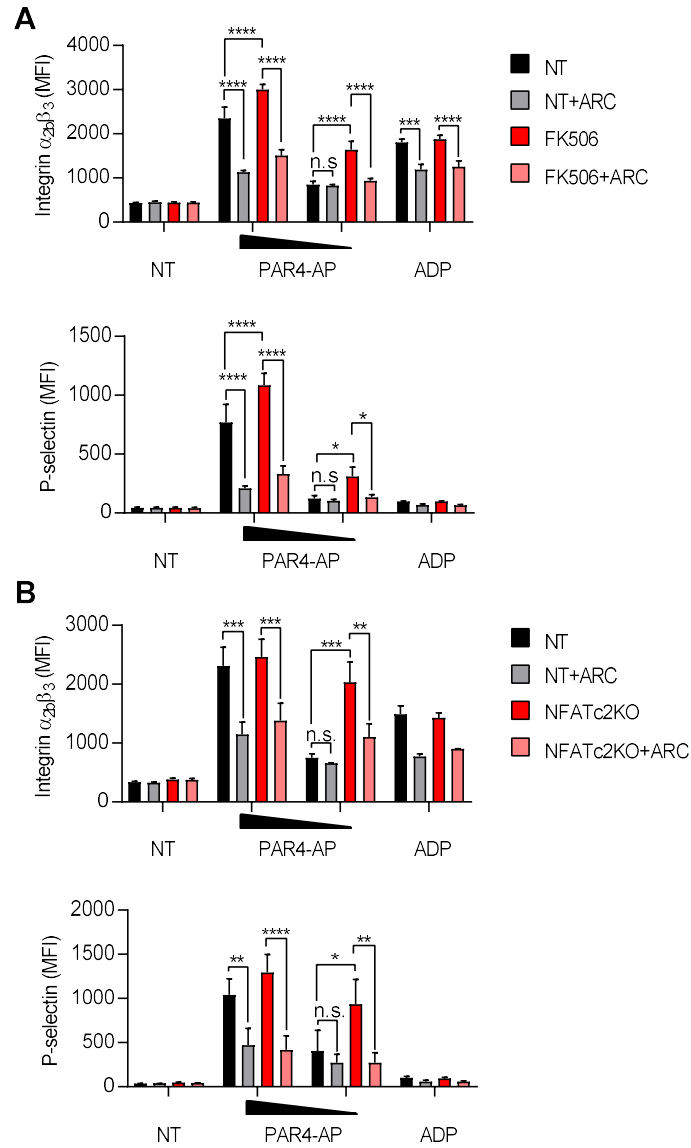 A
Integrin α2bβ3 (MFI)
4000
3000
2000
1000
0
****
****
****
****
n.s
****
***
****
NT
PAR4-AP
ADP
NT
NT+ARC
FK506
FK506+ARC
P-selectin (MFI)
1500
1000
500
0
****
****
****
n.s
*
*
NT
PAR4-AP
ADP
B
Integrin α2bβ3 (MFI)
3000
2000
1000
0
***
***
n.s.
***
**
NT
PAR4-AP
ADP
NT
NT+ARC
NFATc2KO
NFATc2KO+ARC
P-selectin (MFI)
2000
1500
1000
500
0
**
****
n.s.
*
**
NT
PAR4-AP
ADP